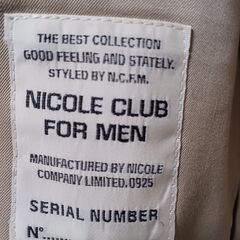 THE BEST COLLECTION
GOOD FEELING AND STATELY.
STYLED BY N.C.F.M.
NICOLE CLUB
FOR MEN
MANUFACTURED BY NICOLE
COMPANY LIMITED.0925
SERIAL NUMBER
Nº........